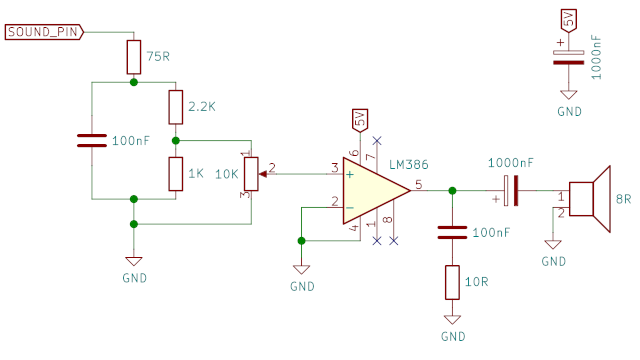 SOUND_PIN
75R
2.2K
100nF
1K
10K
1
2
3
GND
5V
6
7
LM386
3
+
2
−
5
4
1
8
GND
100nF
10R
GND
1000nF
+
1
2
8R
GND
5V
+
1000nF
GND